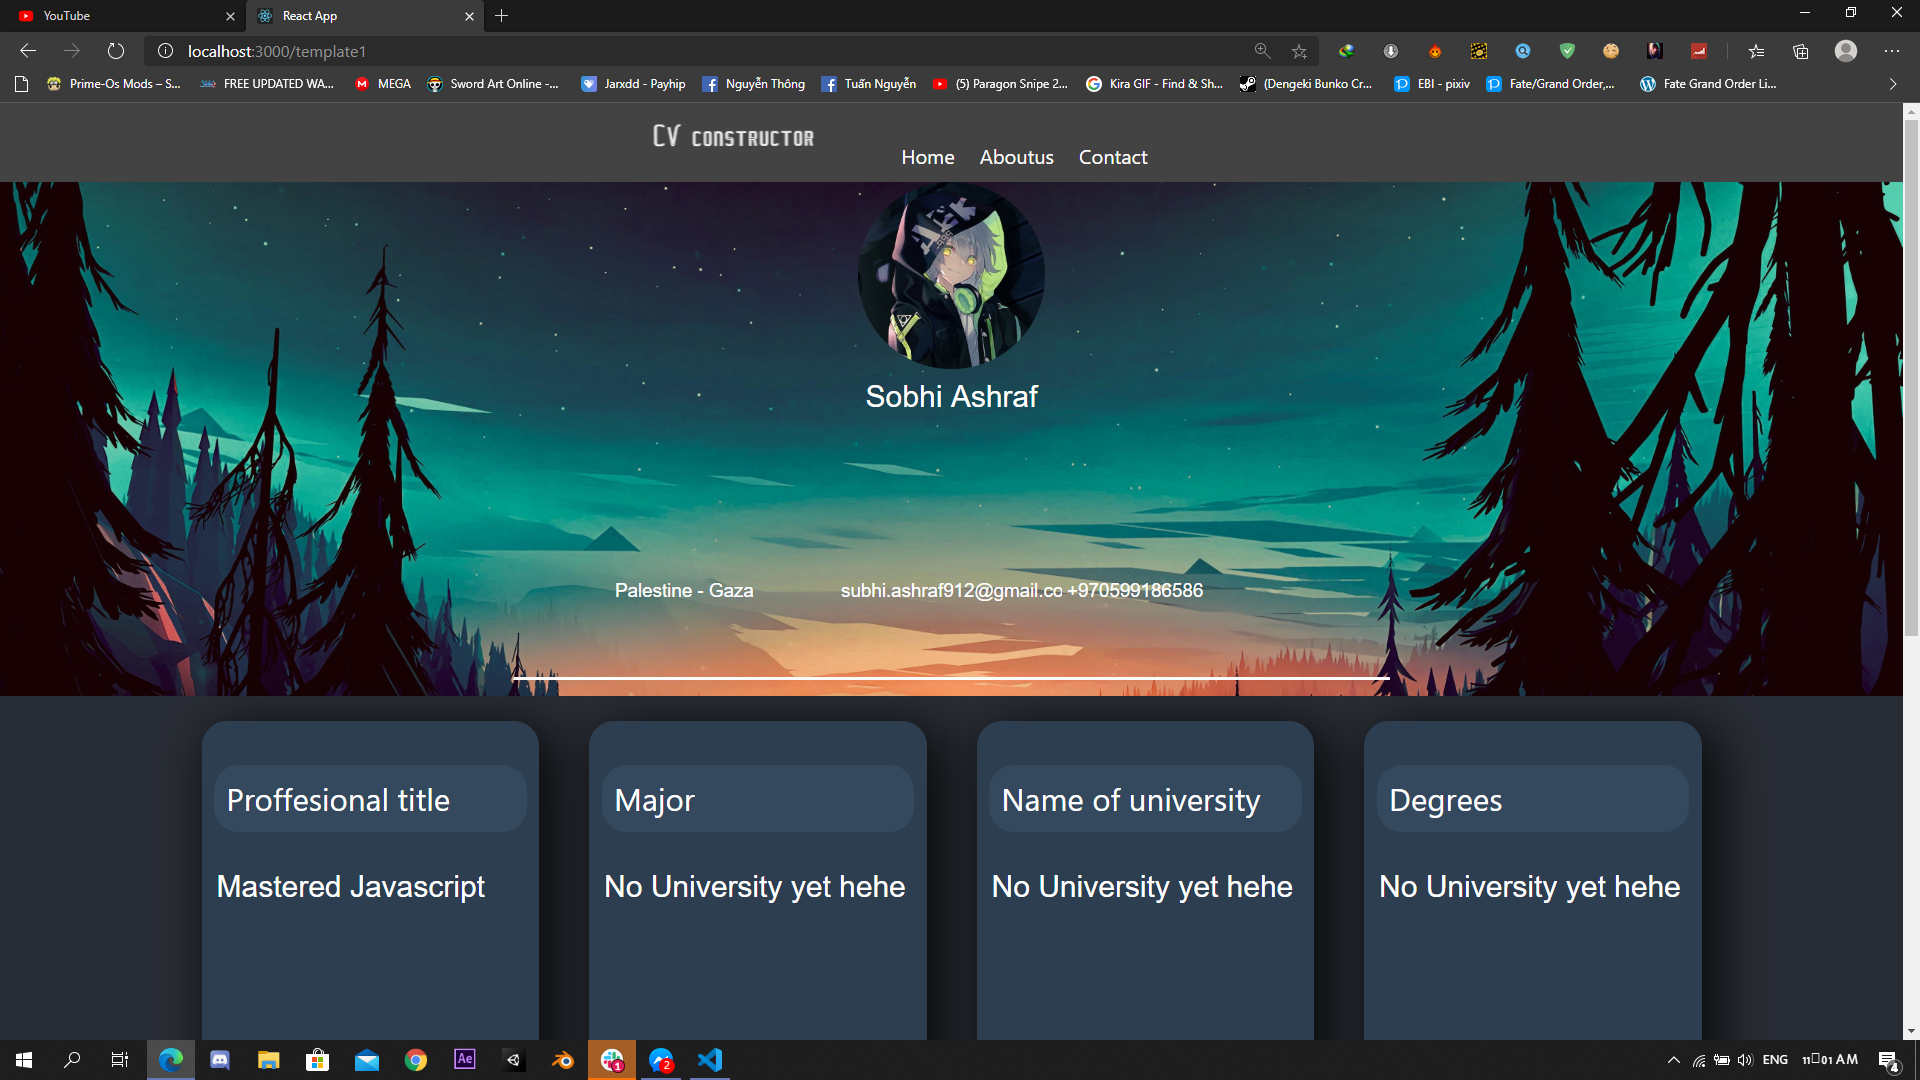 YouTube
React App
localhost:3000/template1
Prime-Os Mods – S...
FREE UPDATED WA...
MEGA
Sword Art Online -...
Jarxdd - Payhip
Nguyễn Thông
Tuấn Nguyễn
(5) Paragon Snipe 2...
Kira GIF - Find & Sh...
(Dengeki Bunko Cr...
EBI - pixiv
Fate/Grand Order,...
Fate Grand Order Li...
CV CONSTRUCTOR
Home Aboutus Contact
Sobhi Ashraf
Palestine - Gaza
subhi.ashraf912@gmail.co +970599186586
Proffesional title
Major
Name of university
Degrees
Mastered Javascript
No University yet hehe
No University yet hehe
No University yet hehe
Ae
1
2
ENG
11:01 AM
4